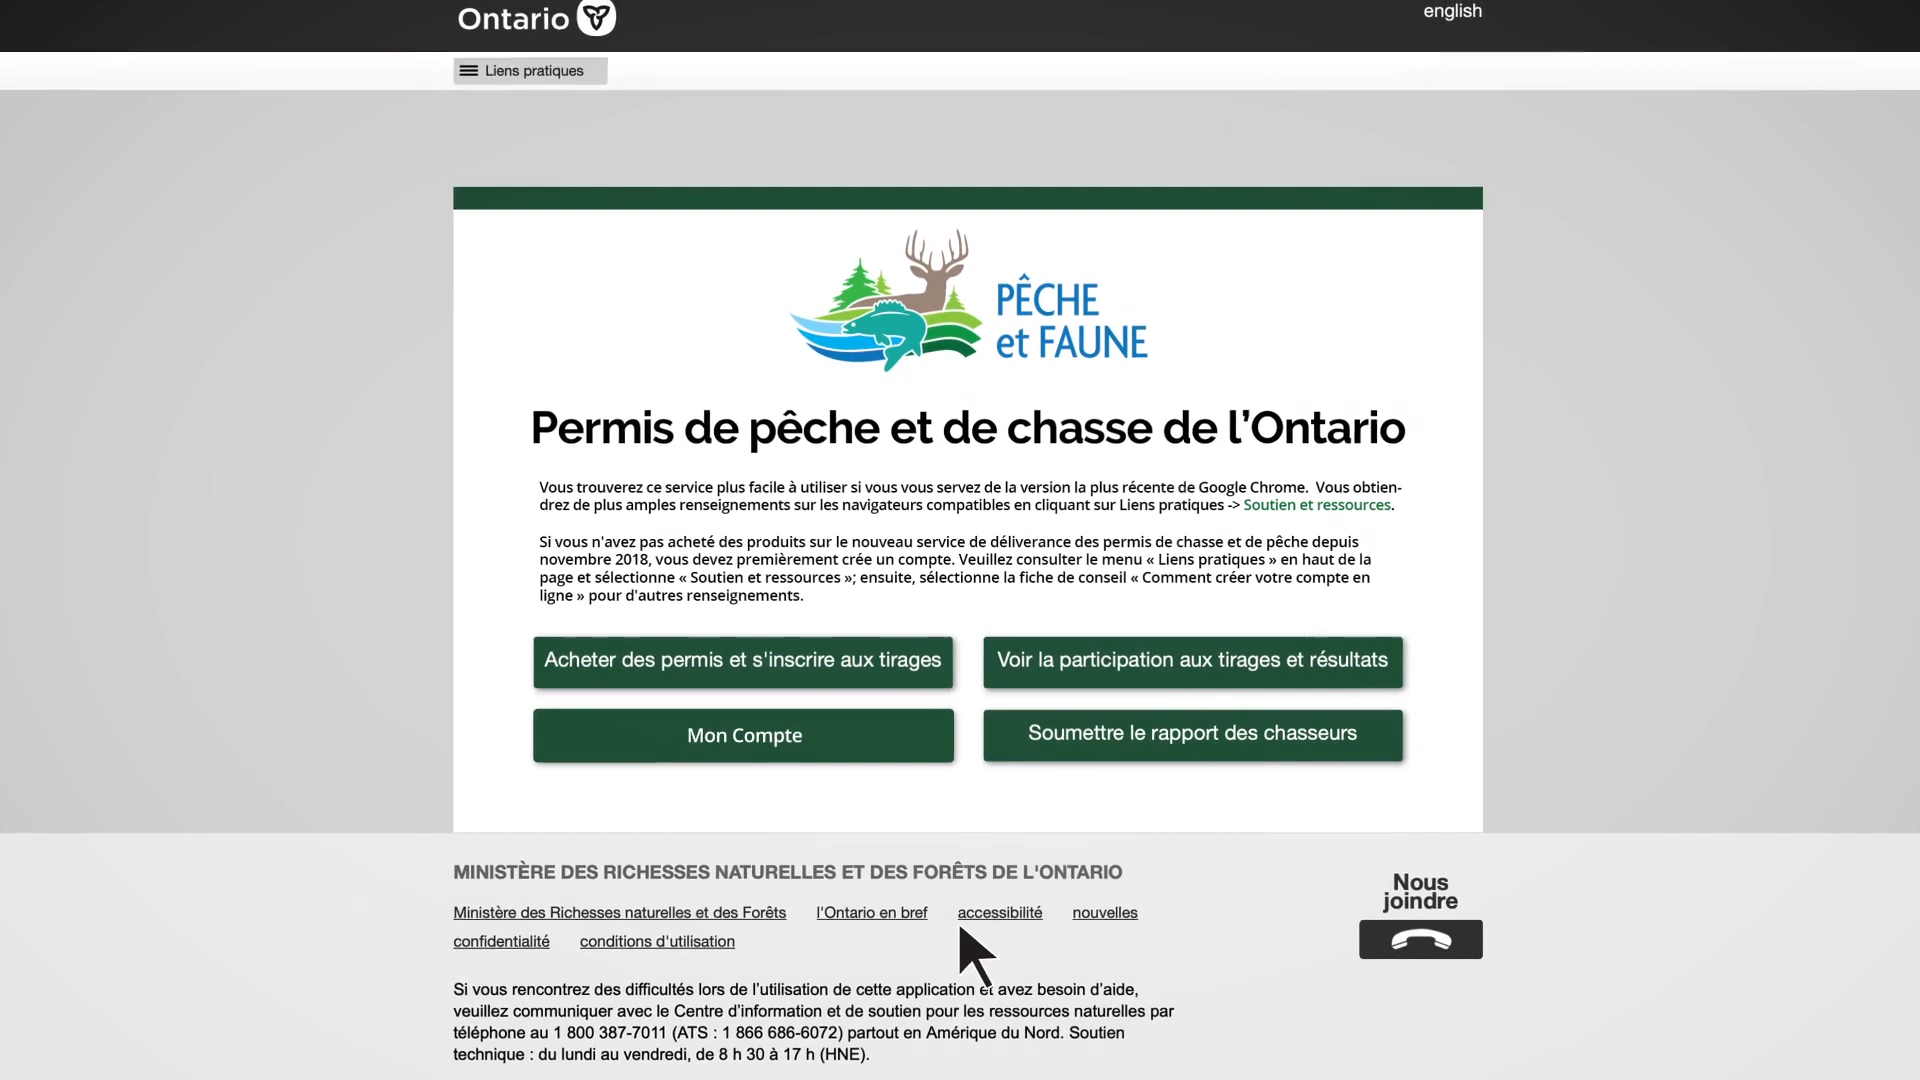 Ontario
english
Liens pratiques
PÊCHE
et FAUNE
Permis de pêche et de chasse de l'Ontario
Vous trouverez ce service plus facile à utiliser si vous vous servez de la version la plus récente de Google Chrome. Vous obtien-
drez de plus amples renseignements sur les navigateurs compatibles en cliquant sur Liens pratiques -> Soutien et ressources.
Si vous n'avez pas acheté des produits sur le nouveau service de déliverance des permis de chasse et de pêche depuis
novembre 2018, vous devez premièrement crée un compte. Veuillez consulter le menu « Liens pratiques » en haut de la
page et sélectionne « Soutien et ressources »; ensuite, sélectionne la fiche de conseil « Comment créer votre compte en
ligne » pour d'autres renseignements.
Acheter des permis et s'inscrire aux tirages
Voir la participation aux tirages et résultats
Mon Compte
Soumettre le rapport des chasseurs
MINISTÈRE DES RICHESSES NATURELLES ET DES FORÊTS DE L'ONTARIO
Ministère des Richesses naturelles et des Forêts l'Ontario en bref accessibilité nouvelles
confidentialité conditions d'utilisation
Nous
joindre
Si vous rencontrez des difficultés lors de l'utilisation de cette application et avez besoin d'aide,
veuillez communiquer avec le Centre d'information et de soutien pour les ressources naturelles par
téléphone au 1 800 387-7011 (ATS : 1 866 686-6072) partout en Amérique du Nord. Soutien
technique : du lundi au vendredi, de 8 h 30 à 17 h (HNE).